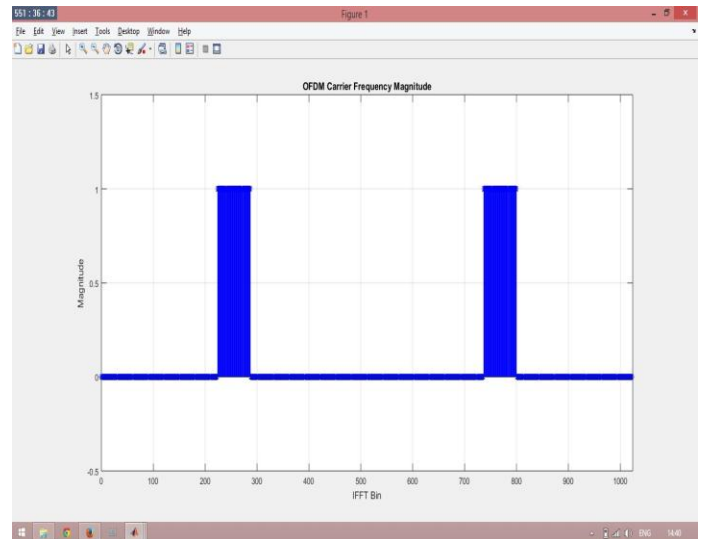 551 : 36 : 43
Figure 1
File Edit View Insert Tools Desktop Window Help
OFDM Carrier Frequency Magnitude
1.5
1
0.5
0
-0.5
Magnitude
0 100 200 300 400 500 600 700 800 900 1000
IFFT Bin
ENG 14:40